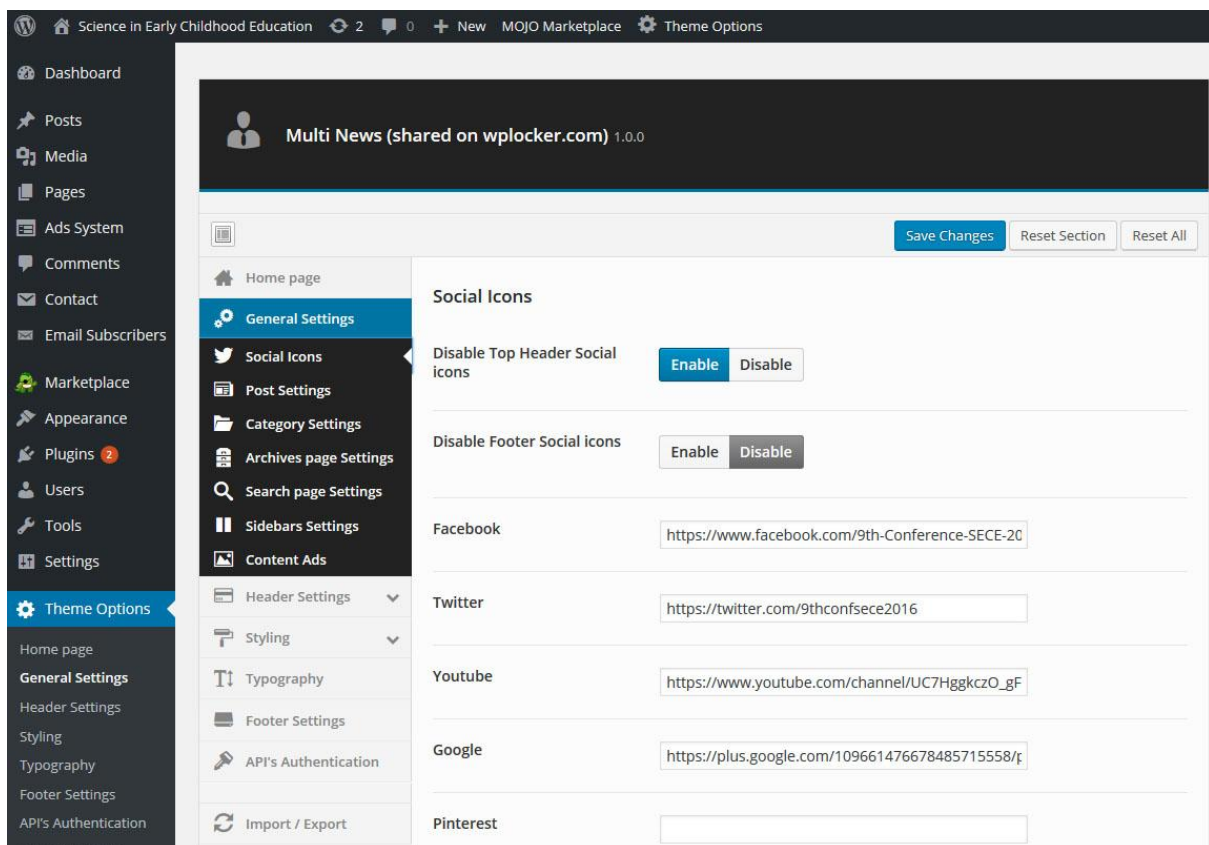 Science in Early Childhood Education 2 0 New MOJO Marketplace Theme Options
Dashboard
Posts
Media
Pages
Ads System
Comments
Contact
Email Subscribers
Marketplace
Appearance
Plugins 2
Users
Tools
Settings
Theme Options
Home page
General Settings
Header Settings
Styling
Typography
Footer Settings
API's Authentication
Multi News (shared on wplocker.com) 1.0.0
Save Changes Reset Section Reset All
Home page
General Settings
Social Icons
Post Settings
Category Settings
Archives page Settings
Search page Settings
Sidebars Settings
Content Ads
Header Settings
Styling
Typography
Footer Settings
API's Authentication
Import / Export
Social Icons
Disable Top Header Social
icons
Enable Disable
Disable Footer Social icons
Enable Disable
Facebook
https://www.facebook.com/9th-Conference-SECE-20
Twitter
https://twitter.com/9thconfsece2016
Youtube
https://www.youtube.com/channel/UC7HggkczO_gF
Google
https://plus.google.com/109661476678485715558/p
Pinterest